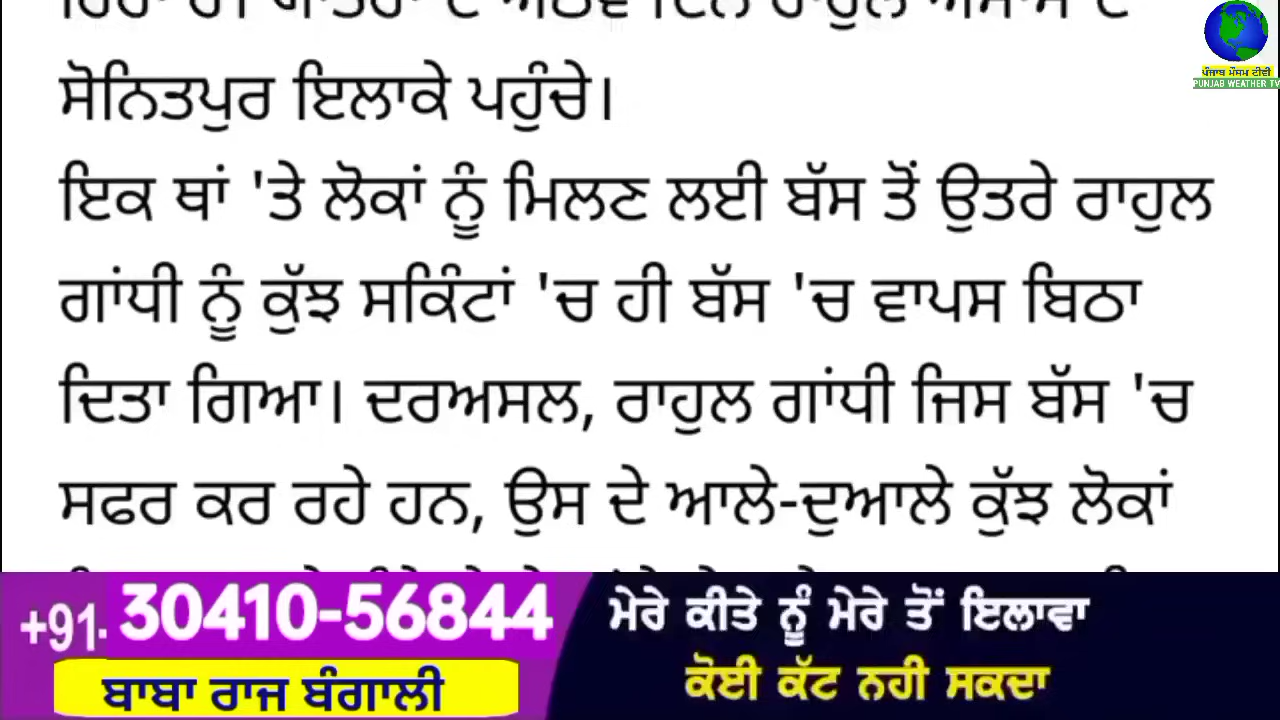 ਸੋਨਿਤਪੁਰ ਇਲਾਕੇ ਪਹੁੰਚੇ।
ਇਕ ਥਾਂ 'ਤੇ ਲੋਕਾਂ ਨੂੰ ਮਿਲਣ ਲਈ ਬੱਸ ਤੋਂ ਉਤਰੇ ਰਾਹੁਲ
ਗਾਂਧੀ ਨੂੰ ਕੁੱਝ ਸਕਿੰਟਾਂ 'ਚ ਹੀ ਬੱਸ 'ਚ ਵਾਪਸ ਬਿਠਾ
ਦਿਤਾ ਗਿਆ। ਦਰਅਸਲ, ਰਾਹੁਲ ਗਾਂਧੀ ਜਿਸ ਬੱਸ 'ਚ
ਸਫਰ ਕਰ ਰਹੇ ਹਨ, ਉਸ ਦੇ ਆਲੇ-ਦੁਆਲੇ ਕੁੱਝ ਲੋਕਾਂ
ਪੰਜਾਬ ਮੌਸਮ ਟੀਵੀ
PUNJAB WEATHER TV
+91- 30410-56844
ਬਾਬਾ ਰਾਜ ਬੰਗਾਲੀ
ਮੇਰੇ ਕੀਤੇ ਨੂੰ ਮੇਰੇ ਤੋਂ ਇਲਾਵਾ
ਕੋਈ ਕੱਟ ਨਹੀ ਸਕਦਾ